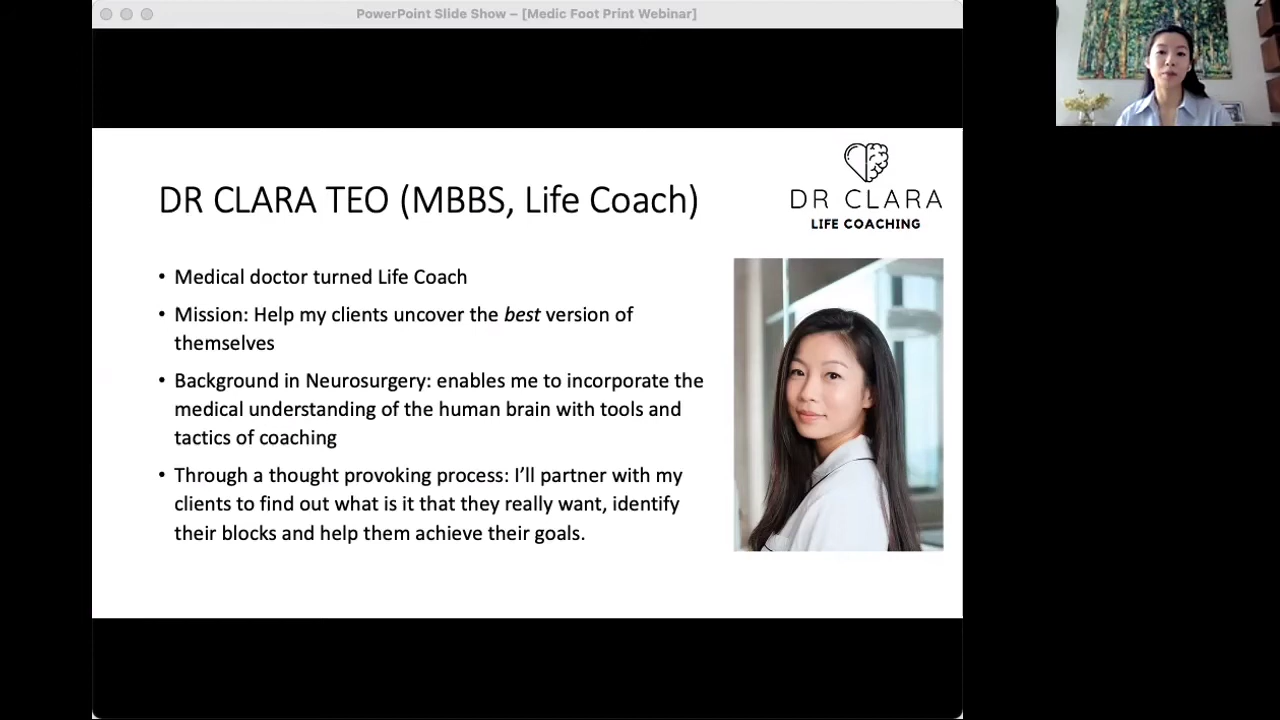 PowerPoint Slide Show – [Medic Foot Print Webinar]
DR CLARA TEO (MBBS, Life Coach)
DR CLARA
LIFE COACHING
• Medical doctor turned Life Coach
• Mission: Help my clients uncover the best version of
themselves
• Background in Neurosurgery: enables me to incorporate the
medical understanding of the human brain with tools and
tactics of coaching
• Through a thought provoking process: I’ll partner with my
clients to find out what is it that they really want, identify
their blocks and help them achieve their goals.